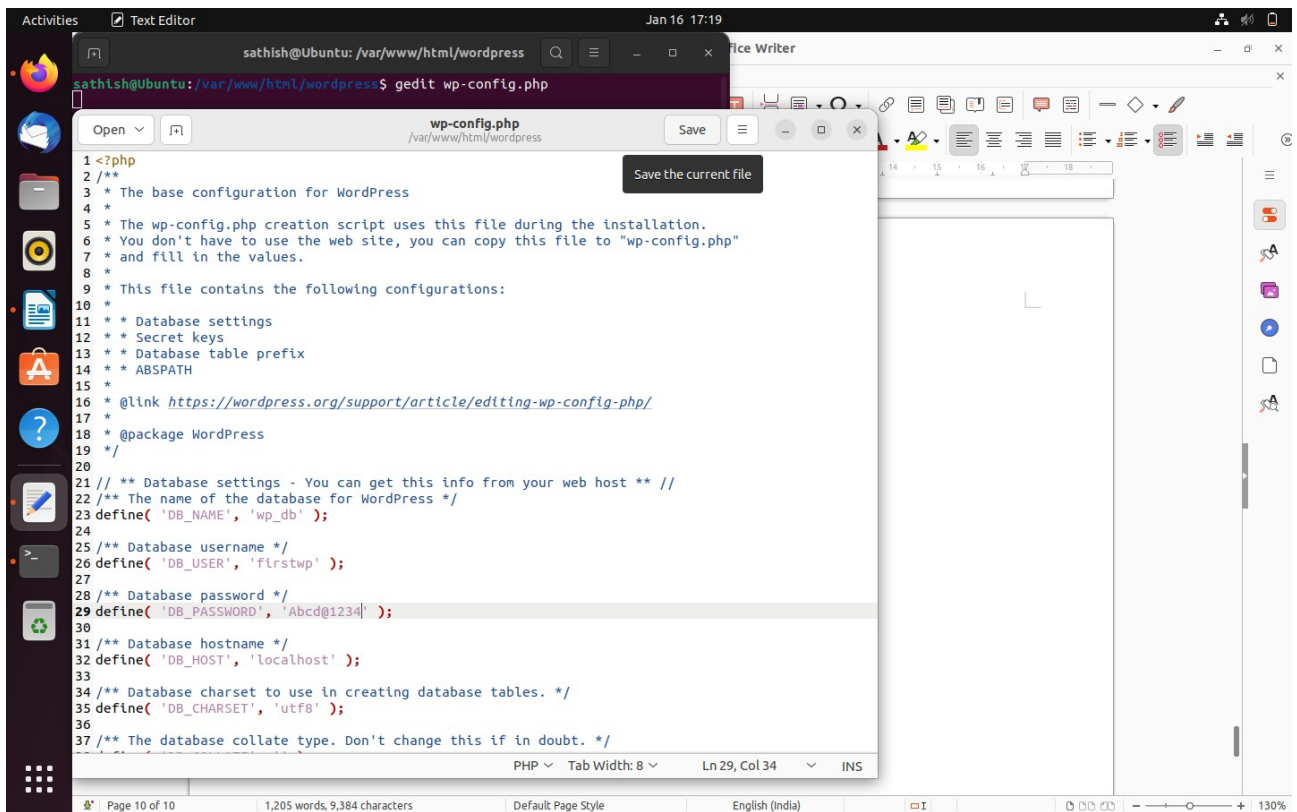 Activities
Text Editor
Jan 16 17:19
sathish@Ubuntu: /var/www/html/wordpress
fice Writer
sathish@Ubuntu:/var/www/html/wordpress$ gedit wp-config.php
Open
wp-config.php
/var/www/html/wordpress
Save
Save the current file
14 15 16 17 18
1 <?php
2 /**
3 * The base configuration for WordPress
4 *
5 * The wp-config.php creation script uses this file during the installation.
6 * You don't have to use the web site, you can copy this file to "wp-config.php"
7 * and fill in the values.
8 *
9 * This file contains the following configurations:
10 *
11 * * Database settings
12 * * Secret keys
13 * * Database table prefix
14 * * ABSPATH
15 *
16 * @link https://wordpress.org/support/article/editing-wp-config-php/
17 *
18 * @package WordPress
19 */
20
21 // ** Database settings - You can get this info from your web host ** //
22 /** The name of the database for WordPress */
23 define( 'DB_NAME', 'wp_db' );
24
25 /** Database username */
26 define( 'DB_USER', 'firstwp' );
27
28 /** Database password */
29 define( 'DB_PASSWORD', 'Abcd@1234' );
30
31 /** Database hostname */
32 define( 'DB_HOST', 'localhost' );
33
34 /** Database charset to use in creating database tables. */
35 define( 'DB_CHARSET', 'utf8' );
36
37 /** The database collate type. Don't change this if in doubt. */
PHP Tab Width: 8 Ln 29, Col 34 INS
Page 10 of 10 1,205 words, 9,384 characters Default Page Style English (India) 130%